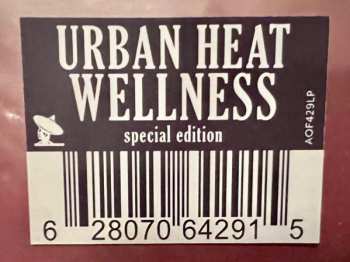 URBAN HEAT
WELLNESS
special edition
AOF429LP
6 28070 64291 5